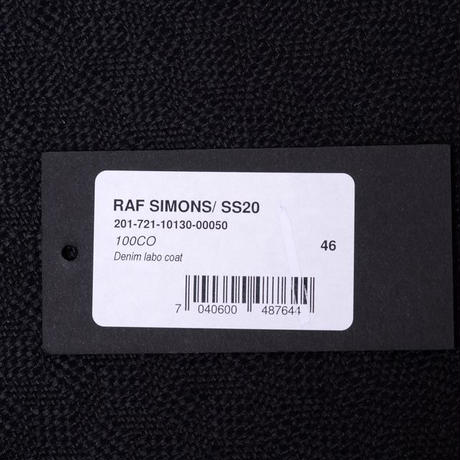 RAF SIMONS/ SS20
201-721-10130-00050
100CO 46
Denim labo coat
7 040600 487644